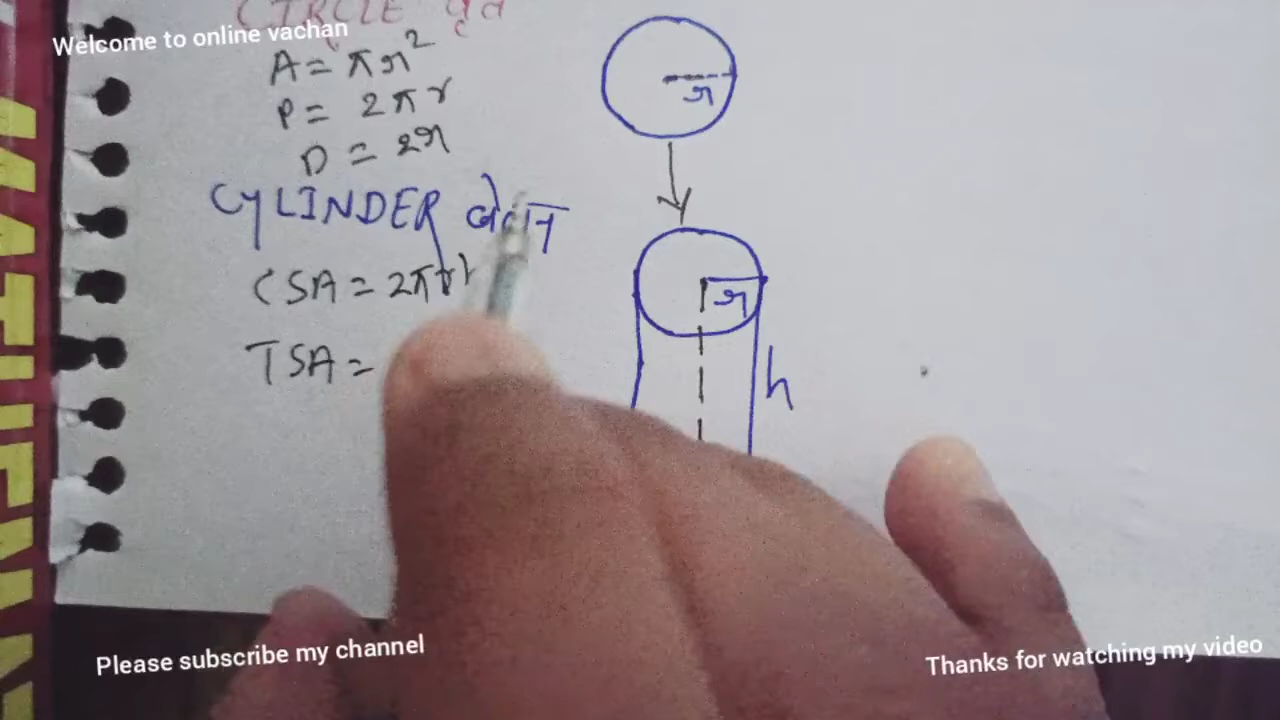 CIRCLE वृत
Welcome to online vachan
A = πr²
P = 2πr
D = 2r
r
CYLINDER बेलन
CSA = 2πr
r
TSA =
h
Please subscribe my channel
Thanks for watching my video